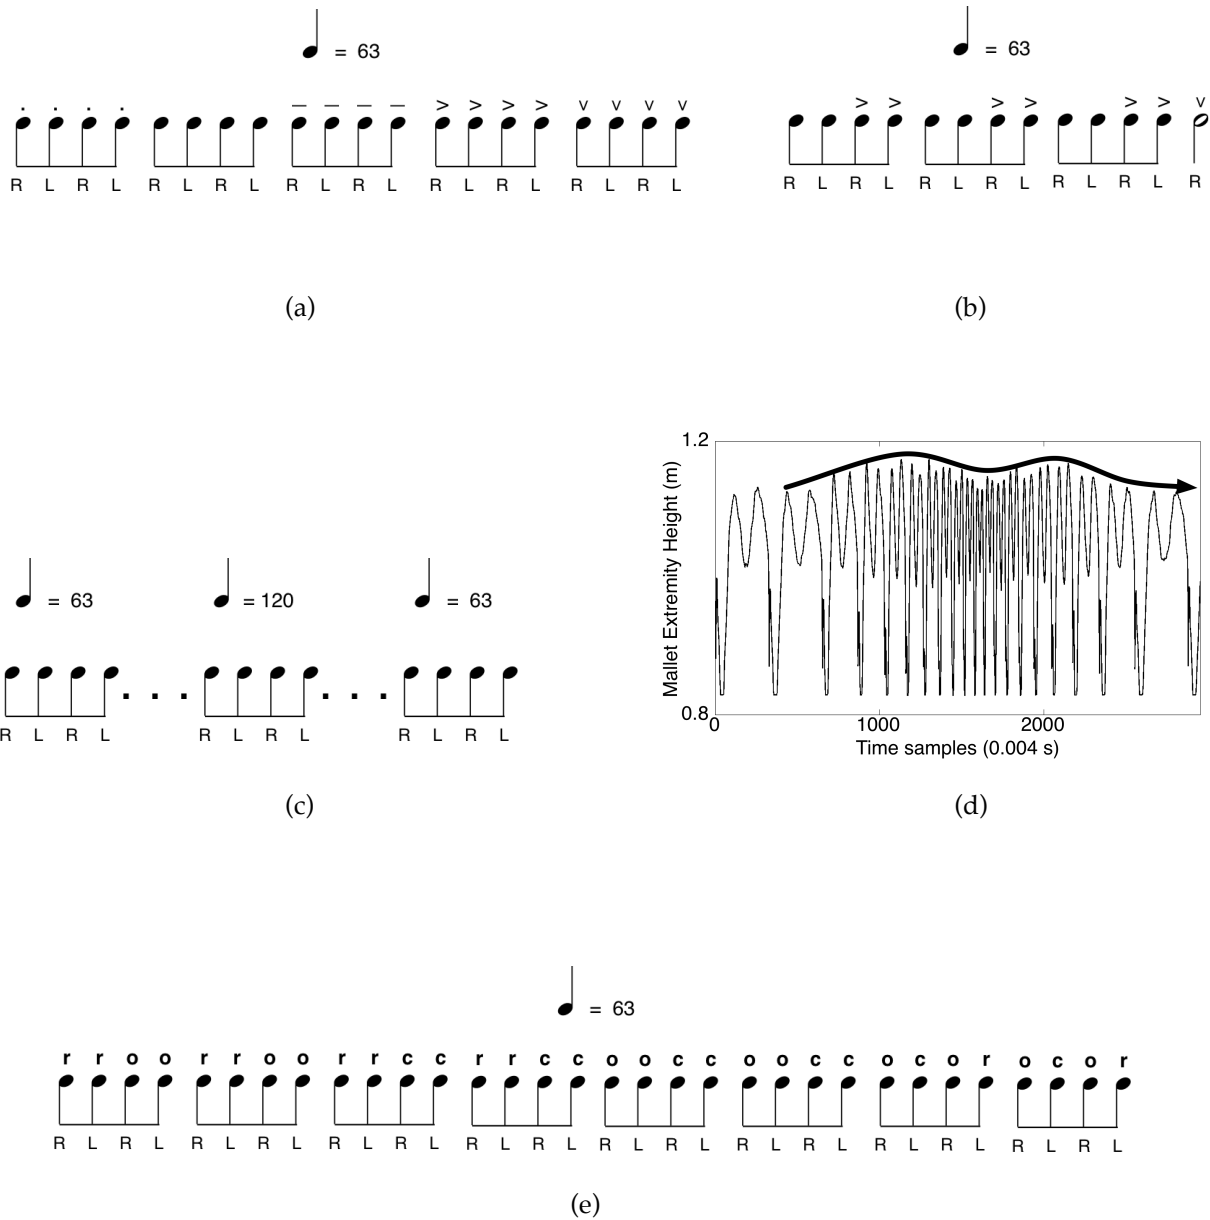 = 63
R L R L R L R L R L R L R L R L R L R L
(a)
= 63
R L R L R L R L R L R L R
(b)
= 63 = 120 = 63
R L R L . . . R L R L . . . R L R L
(c)
1.2
Mallet Extremity Height (m)
0.8
0 1000 2000
Time samples (0.004 s)
(d)
= 63
r r o o r r o o r r c c r r c c o o c c o o c c o c o r o c o r
R L R L R L R L R L R L R L R L R L R L R L R L R L R L R L R L
(e)